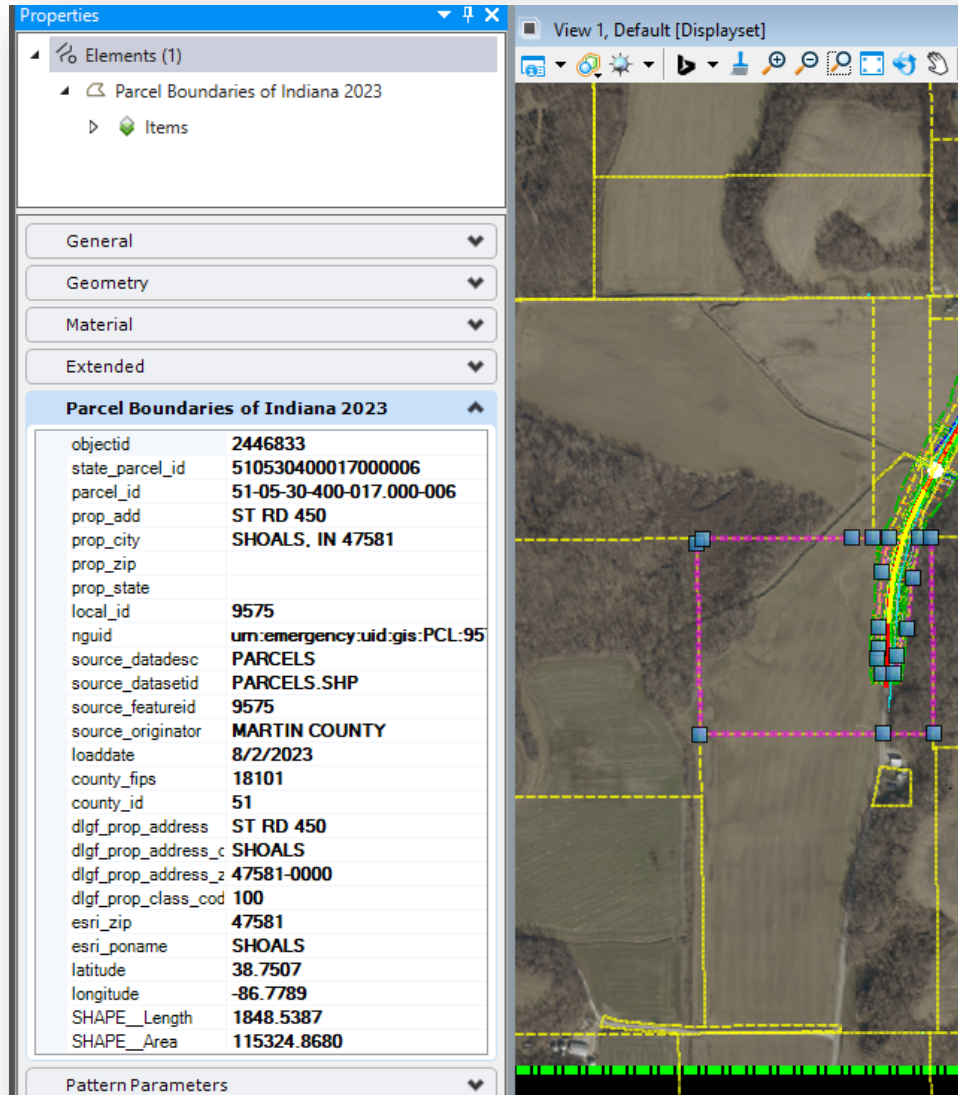 Properties
Elements (1)
Parcel Boundaries of Indiana 2023
Items
General
Geometry
Material
Extended
Parcel Boundaries of Indiana 2023
objectid 2446833
state_parcel_id 510530400017000006
parcel_id 51-05-30-400-017.000-006
prop_add ST RD 450
prop_city SHOALS, IN 47581
prop_zip
prop_state
local_id 9575
nguid urn:emergency:uid:gis:PCL:957
source_datadesc PARCELS
source_datasetid PARCELS.SHP
source_featureid 9575
source_originator MARTIN COUNTY
loaddate 8/2/2023
county_fips 18101
county_id 51
dlgf_prop_address ST RD 450
dlgf_prop_address_c SHOALS
dlgf_prop_address_z 47581-0000
dlgf_prop_class_cod 100
esri_zip 47581
esri_poname SHOALS
latitude 38.7507
longitude -86.7789
SHAPE__Length 1848.5387
SHAPE__Area 115324.8680
Pattern Parameters
View 1, Default [Displayset]